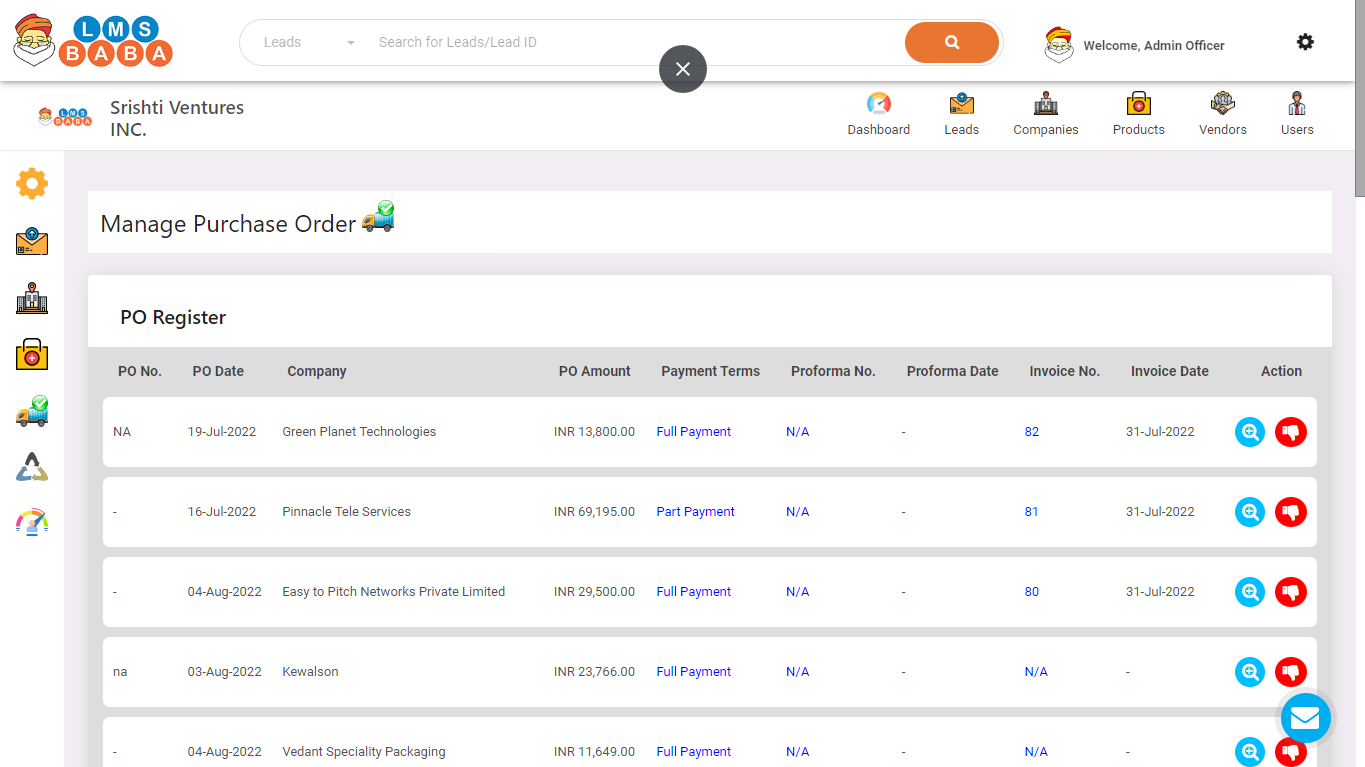 LMS
BABA
Leads
Search for Leads/Lead ID
Welcome, Admin Officer
LMS
BABA
Srishti Ventures
INC.
Dashboard
Leads
Companies
Products
Vendors
Users
Manage Purchase Order
PO Register
PO No. PO Date Company PO Amount Payment Terms Proforma No. Proforma Date Invoice No. Invoice Date Action
NA 19-Jul-2022 Green Planet Technologies INR 13,800.00 Full Payment N/A - 82 31-Jul-2022
- 16-Jul-2022 Pinnacle Tele Services INR 69,195.00 Part Payment N/A - 81 31-Jul-2022
- 04-Aug-2022 Easy to Pitch Networks Private Limited INR 29,500.00 Full Payment N/A - 80 31-Jul-2022
na 03-Aug-2022 Kewalson INR 23,766.00 Full Payment N/A - N/A -
- 04-Aug-2022 Vedant Speciality Packaging INR 11,649.00 Full Payment N/A - N/A -